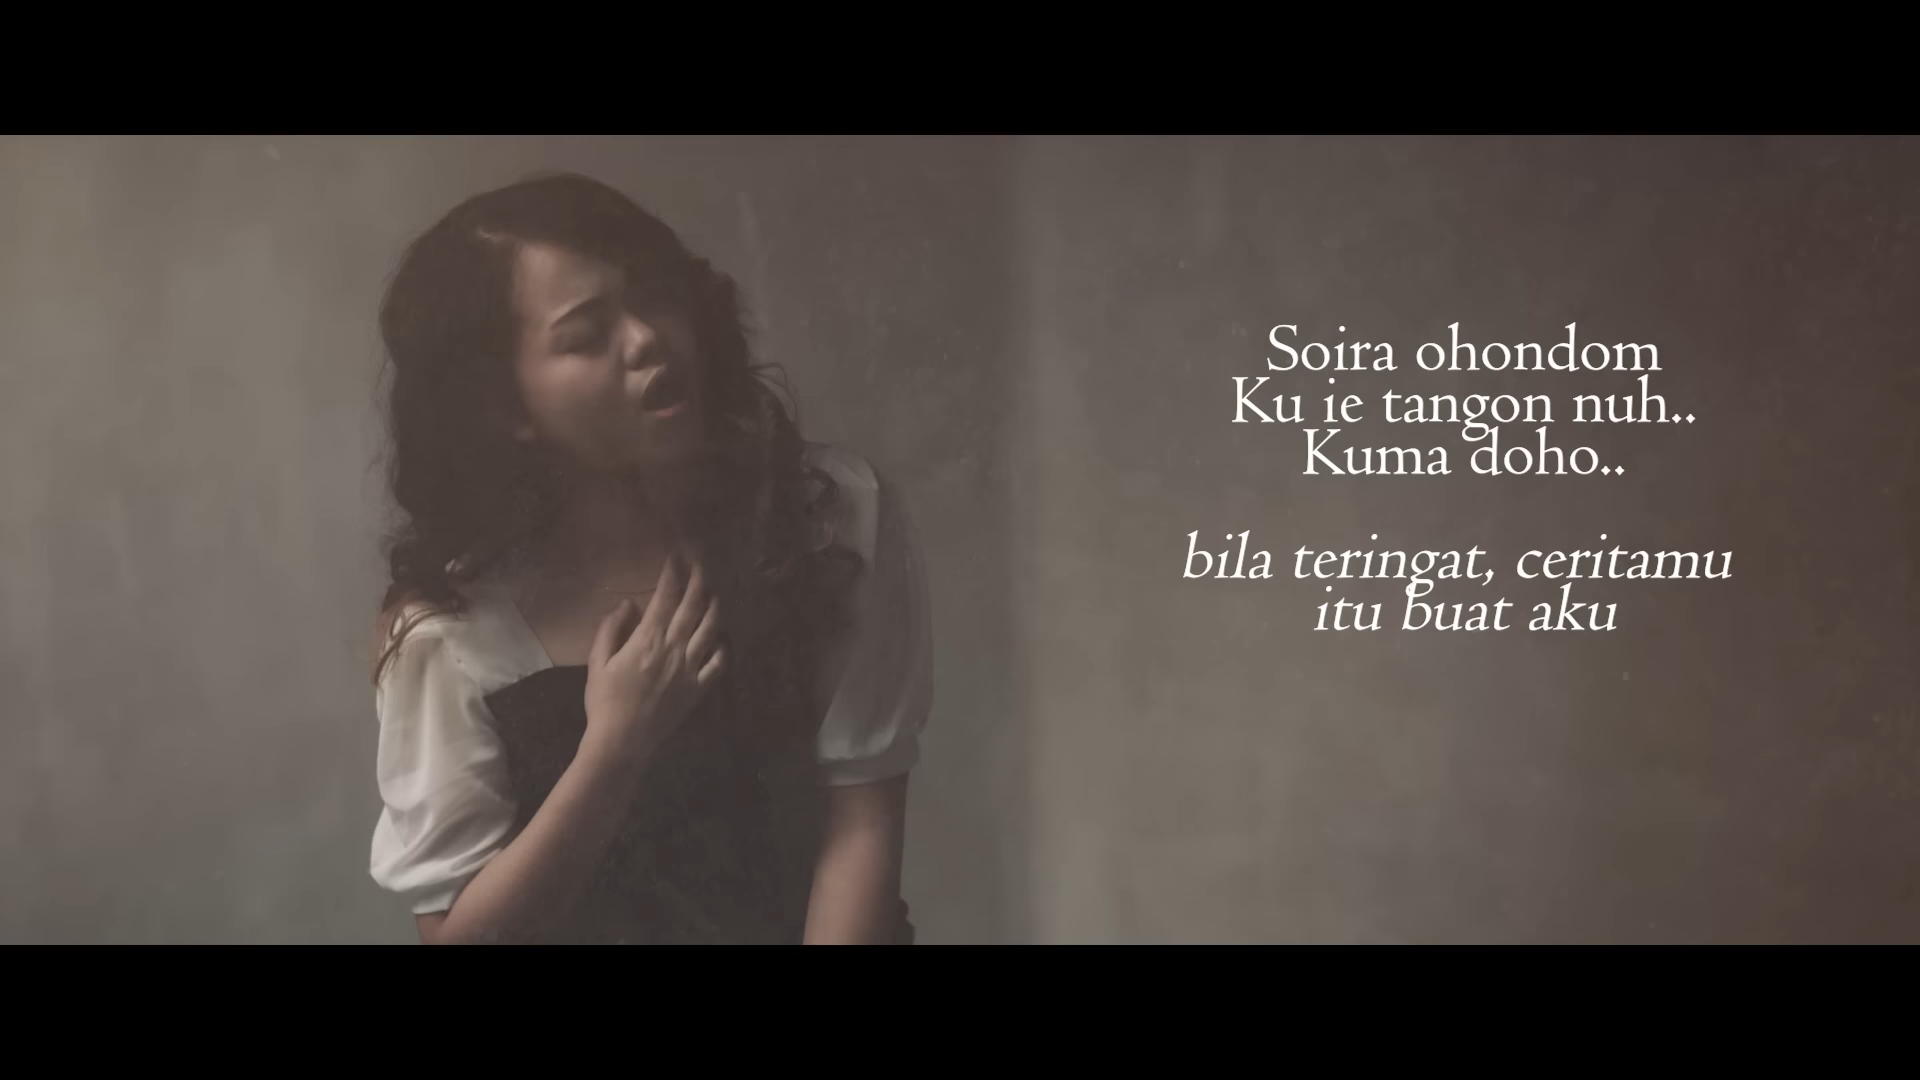 Soira ohondom
Ku ie tangon nuh..
Kuma doho..
bila teringat, ceritamu
itu buat aku